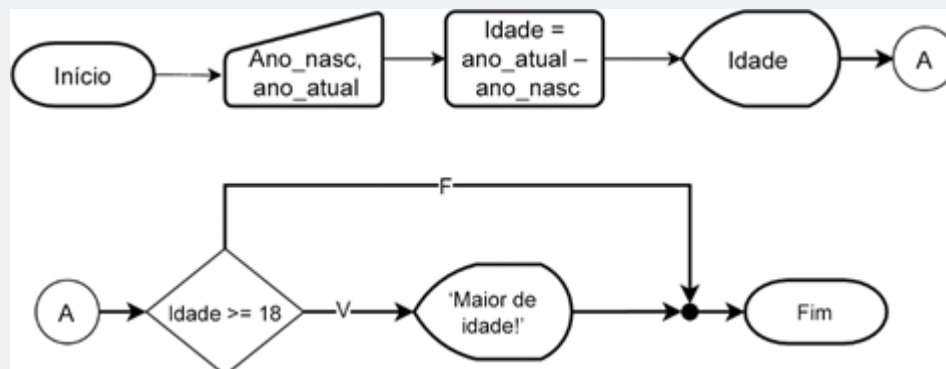 Início
Ano_nasc,
ano_atual
Idade =
ano_atual –
ano_nasc
Idade
A
F
A
Idade >= 18
V
'Maior de
idade!'
Fim